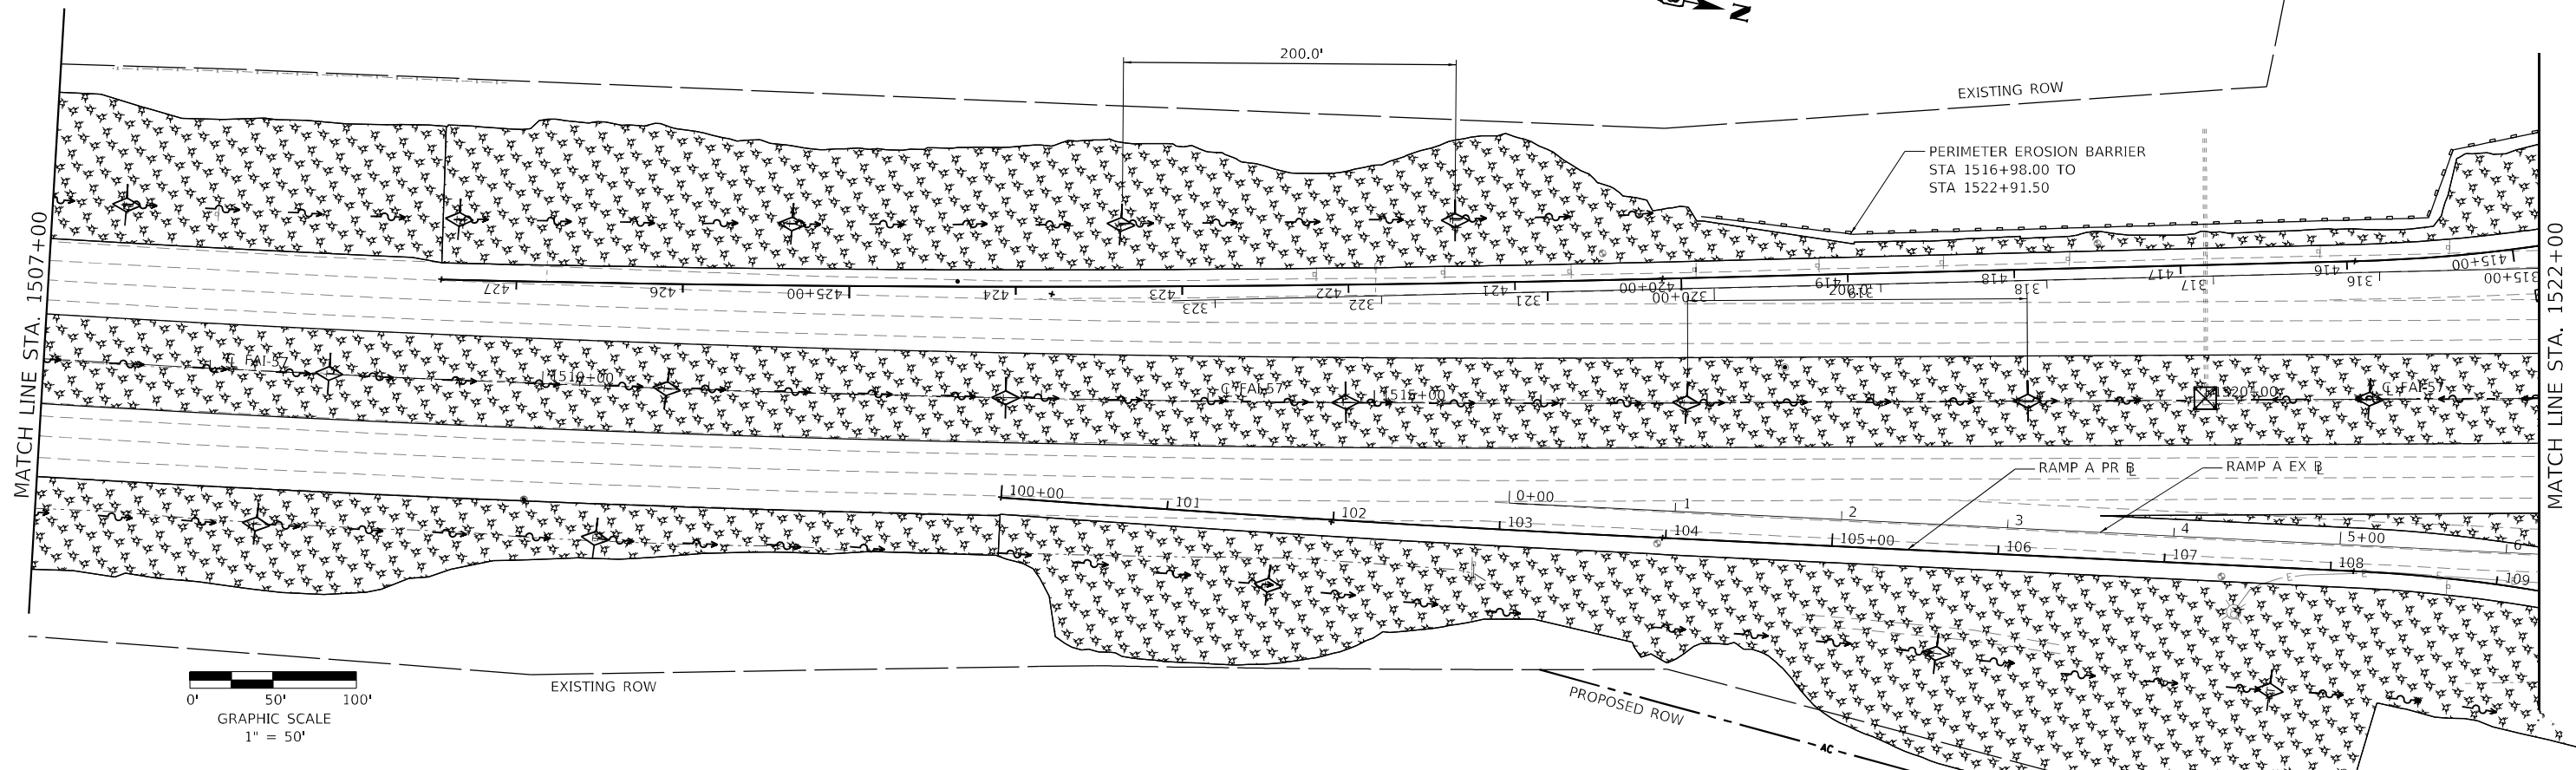 N
200.0'
EXISTING ROW
PERIMETER EROSION BARRIER
STA 1516+98.00 TO
STA 1522+91.50
MATCH LINE STA. 1507+00
MATCH LINE STA. 1522+00
427
426
425+00
424
423
422
421
420+00
419
418
417
416
415+00
323
322
321
320+00
319
318
317
316
315+00
200.0'
℄ FAI-57
1510+00
℄ FAI-57
1515+00
1520+00
℄ FAI-57
RAMP A PR ℄
RAMP A EX ℄
100+00
101
102
103
104
105+00
106
107
108
109
0+00
1
2
3
4
5+00
6
E
E
E
EXISTING ROW
PROPOSED ROW
AC
0'
50'
100'
GRAPHIC SCALE
1" = 50'